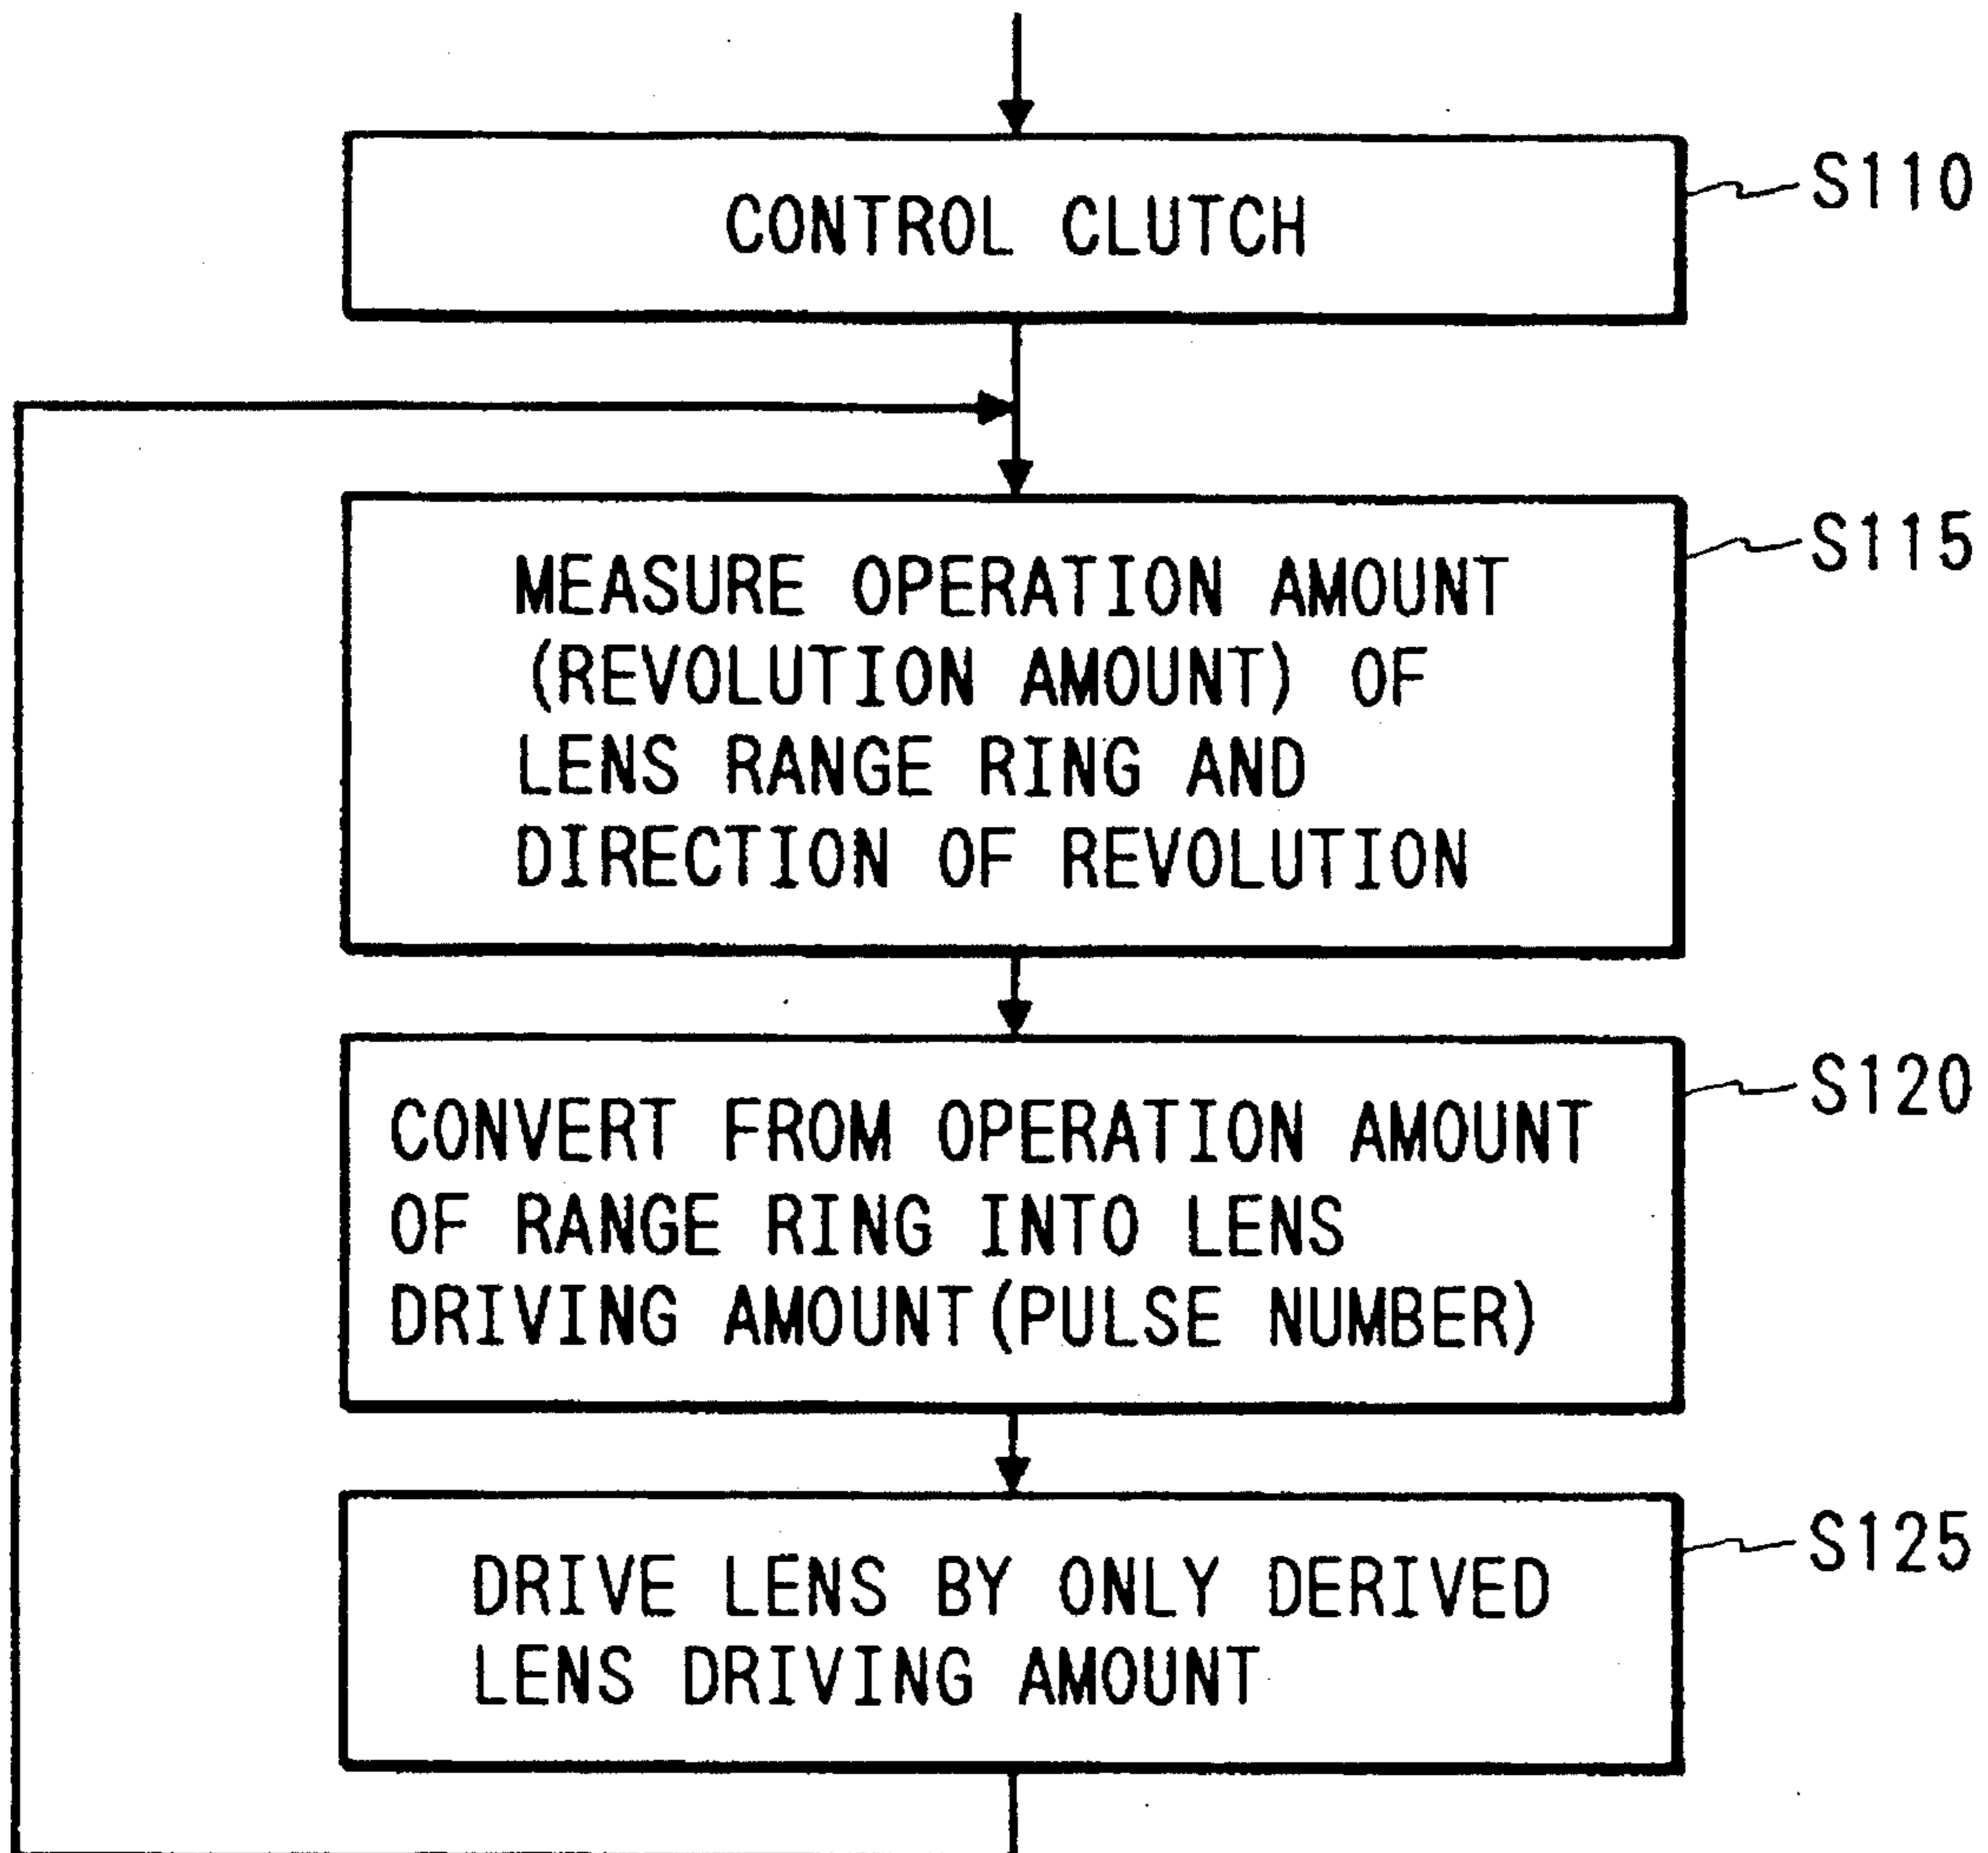 CONTROL CLUTCH
S110
MEASURE OPERATION AMOUNT
(REVOLUTION AMOUNT) OF
LENS RANGE RING AND
DIRECTION OF REVOLUTION
S115
CONVERT FROM OPERATION AMOUNT
OF RANGE RING INTO LENS
DRIVING AMOUNT(PULSE NUMBER)
S120
DRIVE LENS BY ONLY DERIVED
LENS DRIVING AMOUNT
S125